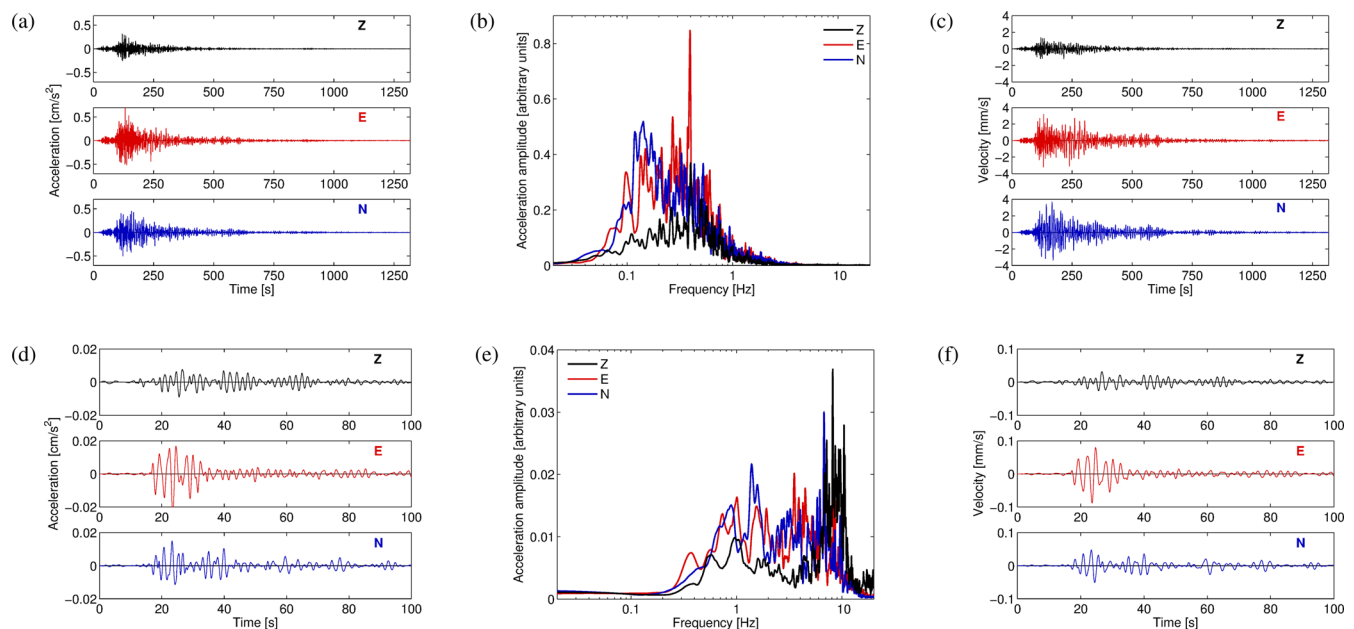 (a)
Acceleration [cm/s²]
0.5
0
−0.5
Z
0 250 500 750 1000 1250
0.5
0
−0.5
E
0 250 500 750 1000 1250
0.5
0
−0.5
N
0 250 500 750 1000 1250
Time [s]
(b)
Acceleration amplitude [arbitrary units]
0.8
0.6
0.4
0.2
0
Z
E
N
0.1 1 10
Frequency [Hz]
(c)
Velocity [mm/s]
4
2
0
−2
−4
Z
0 250 500 750 1000 1250
4
2
0
−2
−4
E
0 250 500 750 1000 1250
4
2
0
−2
−4
N
0 250 500 750 1000 1250
Time [s]
(d)
Acceleration [cm/s²]
0.02
0
−0.02
Z
0 20 40 60 80 100
0.02
0
−0.02
E
0 20 40 60 80 100
0.02
0
−0.02
N
0 20 40 60 80 100
Time [s]
(e)
Acceleration amplitude [arbitrary units]
0.04
0.03
0.02
0.01
0
Z
E
N
0.1 1 10
Frequency [Hz]
(f)
Velocity [mm/s]
0.1
0
−0.1
Z
0 20 40 60 80 100
0.1
0
−0.1
E
0 20 40 60 80 100
0.1
0
−0.1
N
0 20 40 60 80 100
Time [s]